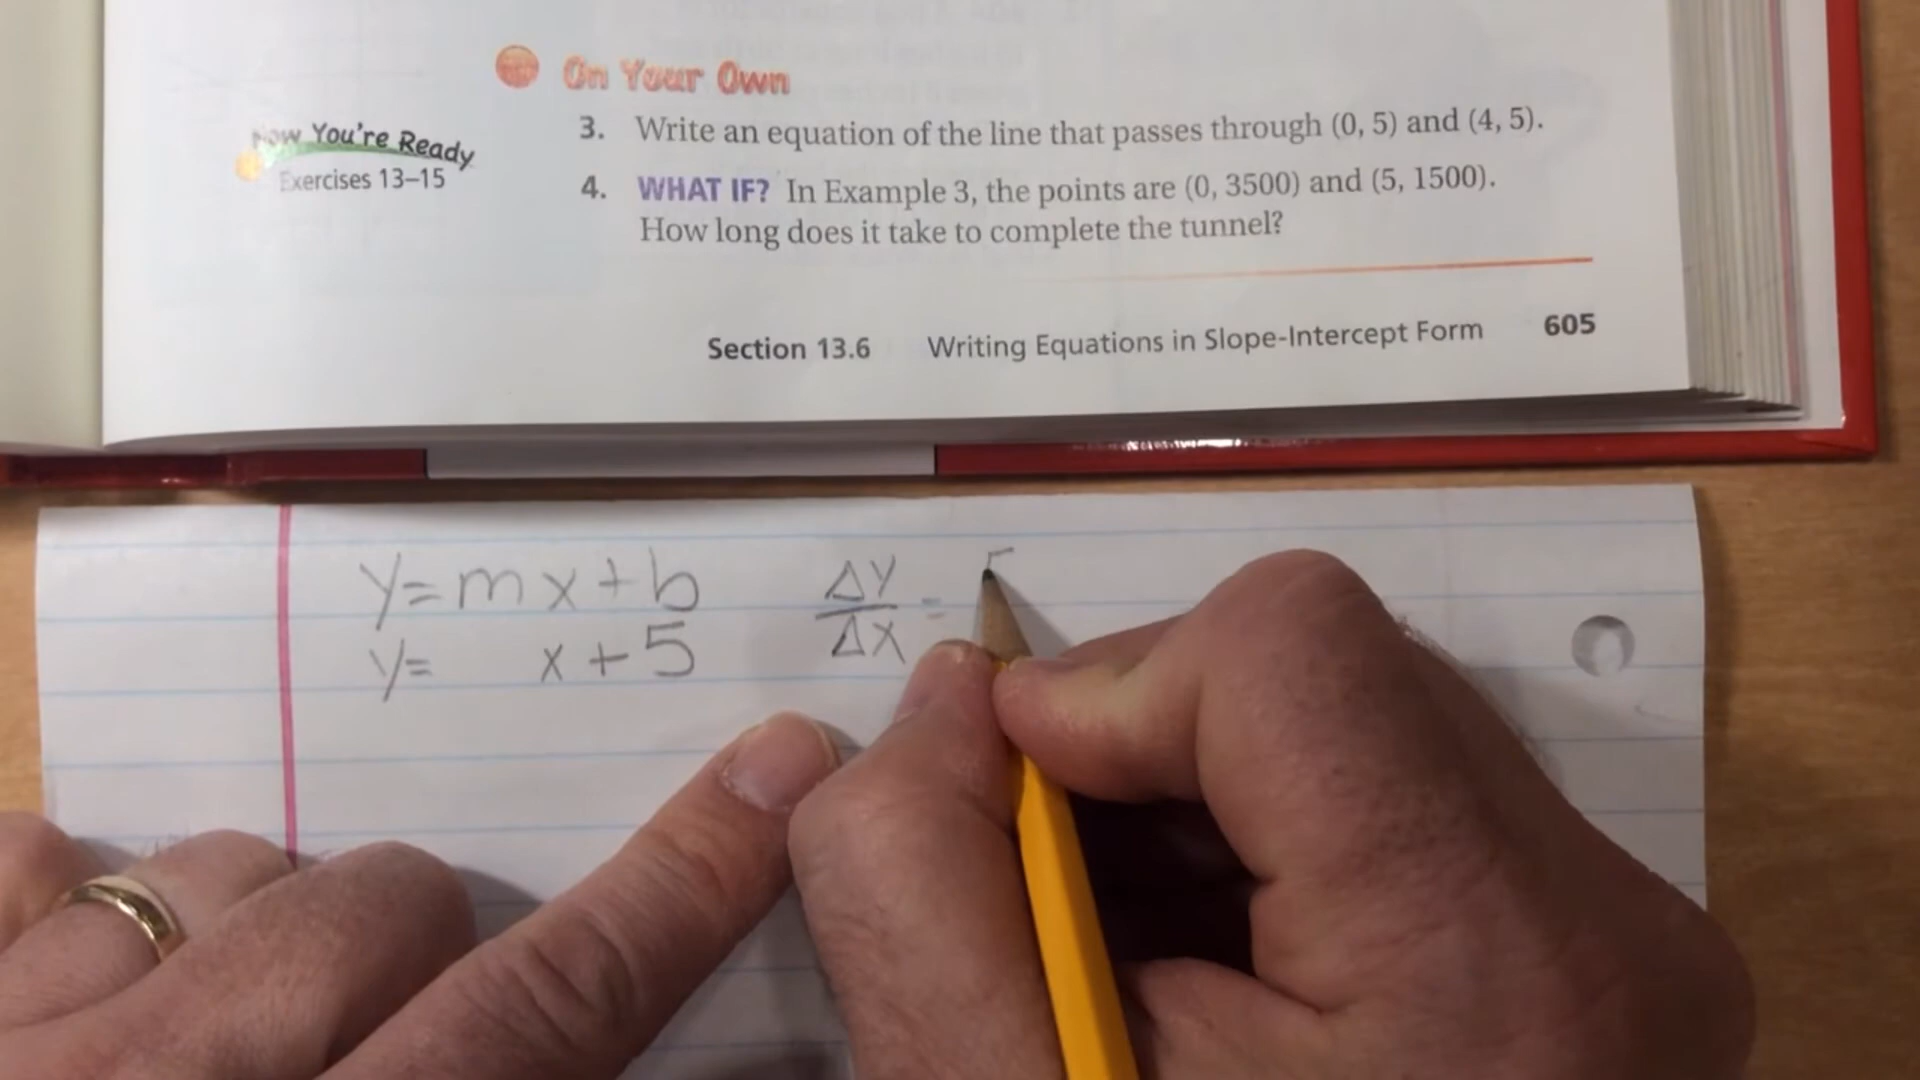 On Your Own
Now You're Ready
Exercises 13–15
3. Write an equation of the line that passes through (0, 5) and (4, 5).
4. WHAT IF? In Example 3, the points are (0, 3500) and (5, 1500).
How long does it take to complete the tunnel?
Section 13.6 Writing Equations in Slope-Intercept Form 605
y=mx+b
y= x+5
Δy/Δx = 5